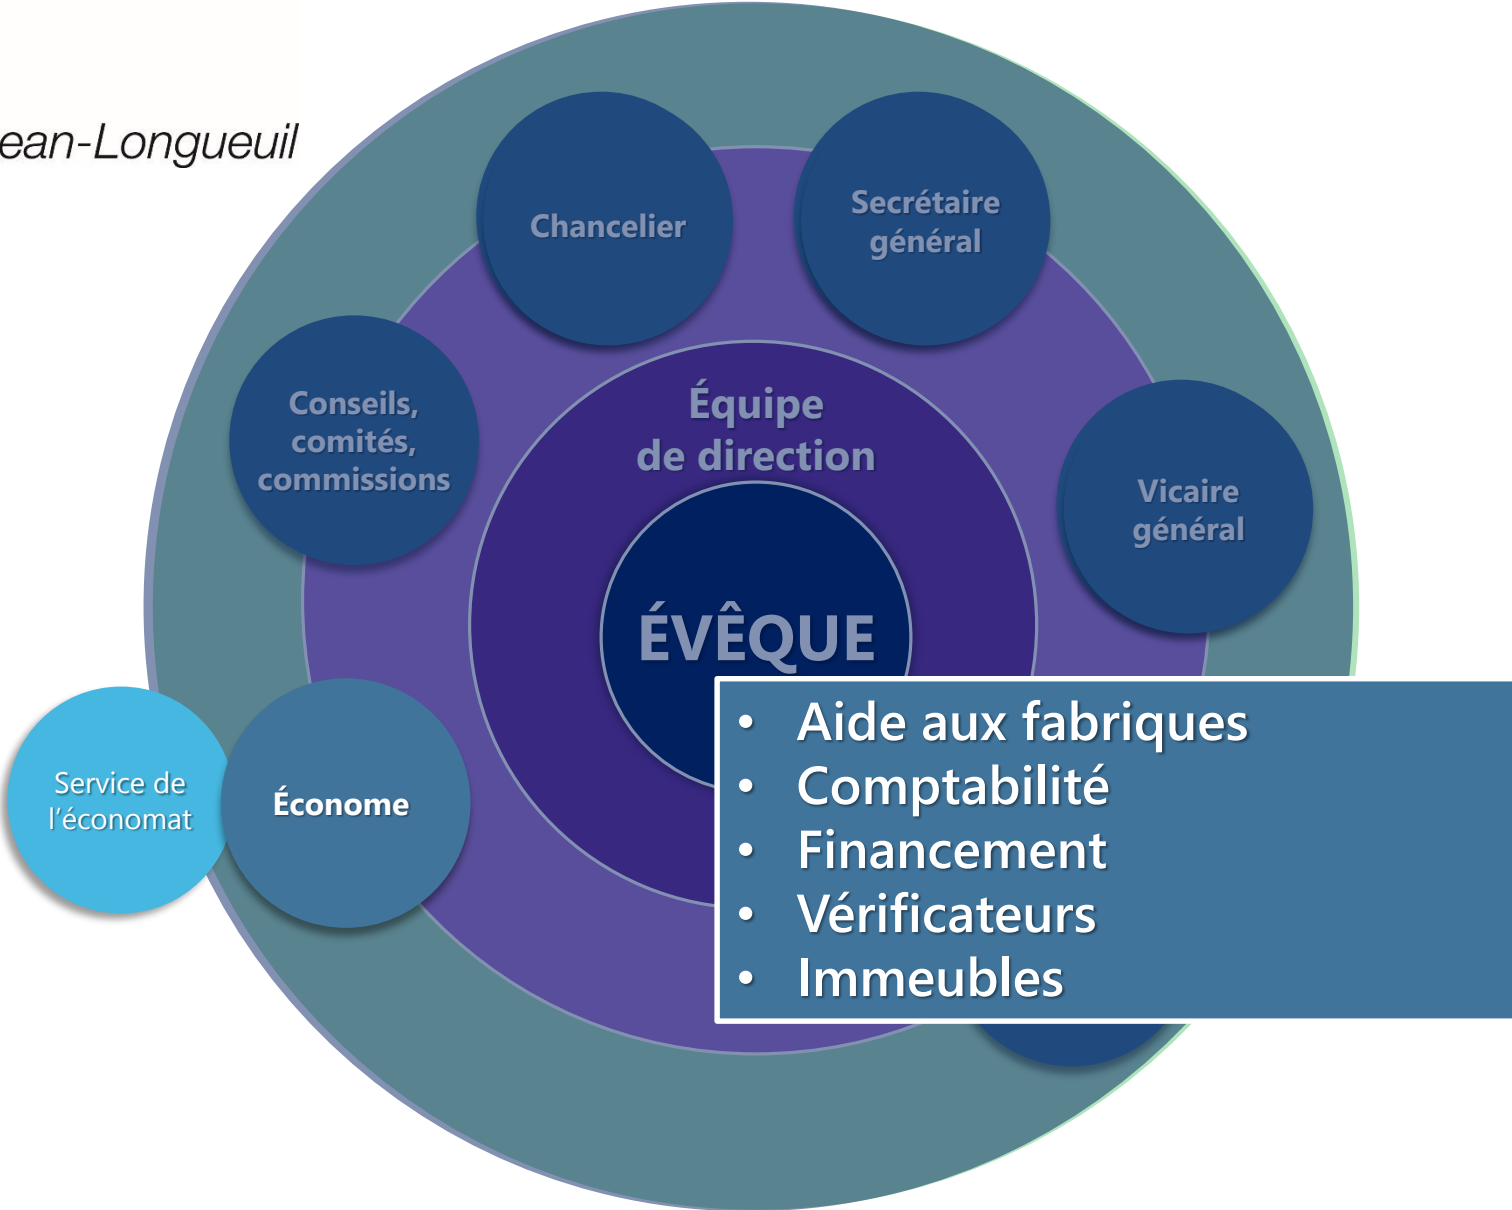 ean-Longueuil
Chancelier
Secrétaire
général
Conseils,
comités,
commissions
Équipe
de direction
Vicaire
général
ÉVÊQUE
Service de
l'économat
Économe
• Aide aux fabriques
• Comptabilité
• Financement
• Vérificateurs
• Immeubles